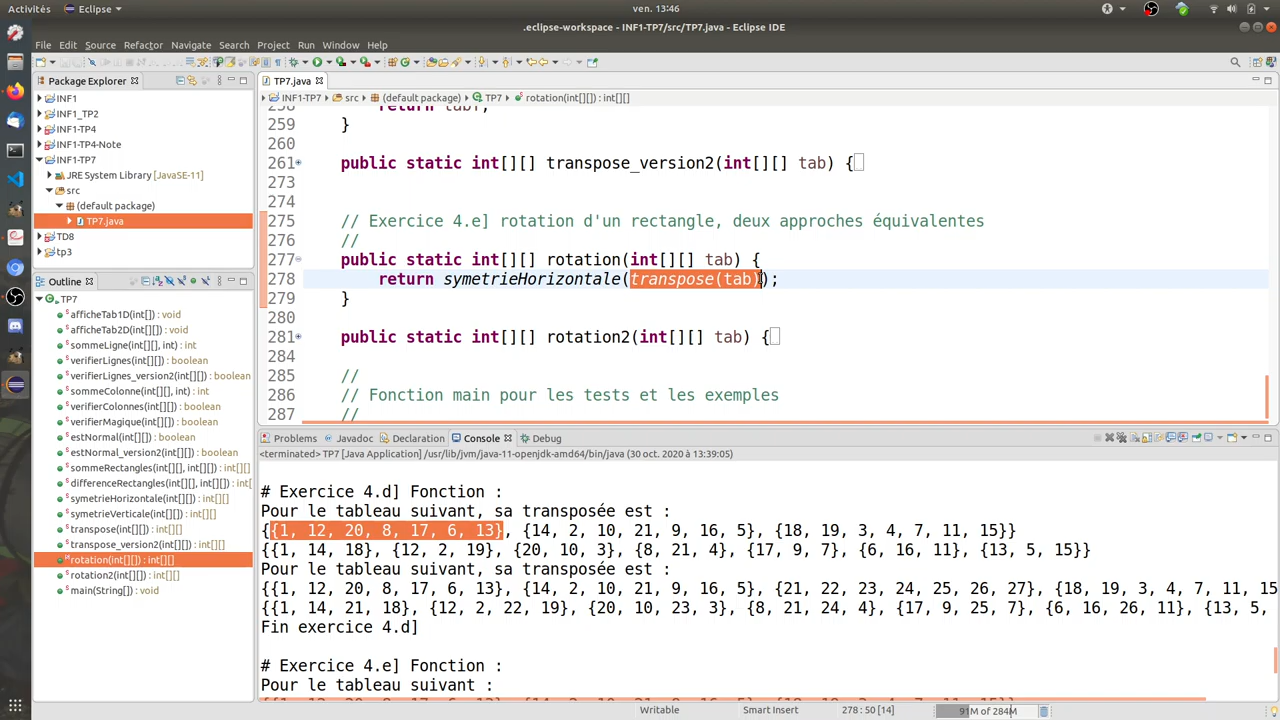 Activités Eclipse ven. 13:46
.eclipse-workspace - INF1-TP7/src/TP7.java - Eclipse IDE
File Edit Source Refactor Navigate Search Project Run Window Help
Package Explorer
INF1
INF1_TP2
INF1-TP4
INF1-TP4-Note
INF1-TP7
JRE System Library [JavaSE-11]
src
(default package)
TP7.java
TD8
tp3
Outline
TP7
afficheTab1D(int[]) : void
afficheTab2D(int[][]) : void
sommeLigne(int[][], int) : int
verifierLignes(int[][]) : boolean
verifierLignes_version2(int[][]) : boolean
sommeColonne(int[][], int) : int
verifierColonnes(int[][]) : boolean
verifierMagique(int[][]) : boolean
estNormal(int[][]) : boolean
estNormal_version2(int[][]) : boolean
sommeRectangles(int[][], int[][]) : int[][]
differenceRectangles(int[][], int[][]) : int[][]
symetrieHorizontale(int[][]) : int[][]
symetrieVerticale(int[][]) : int[][]
transpose(int[][]) : int[][]
transpose_version2(int[][]) : int[][]
rotation(int[][]) : int[][]
rotation2(int[][]) : int[][]
main(String[]) : void
TP7.java
INF1-TP7 src (default package) TP7 rotation(int[][]) : int[][]
258 return tab1;
259 }
260
261 public static int[][] transpose_version2(int[][] tab) {
273
274
275 // Exercice 4.e] rotation d'un rectangle, deux approches équivalentes
276 //
277 public static int[][] rotation(int[][] tab) {
278 return symetrieHorizontale(transpose(tab));
279 }
280
281 public static int[][] rotation2(int[][] tab) {
284
285 //
286 // Fonction main pour les tests et les exemples
287 //
Problems Javadoc Declaration Console Debug
<terminated> TP7 [Java Application] /usr/lib/jvm/java-11-openjdk-amd64/bin/java (30 oct. 2020 à 13:39:05)
# Exercice 4.d] Fonction :
Pour le tableau suivant, sa transposée est :
{{1, 12, 20, 8, 17, 6, 13}, {14, 2, 10, 21, 9, 16, 5}, {18, 19, 3, 4, 7, 11, 15}}
{{1, 14, 18}, {12, 2, 19}, {20, 10, 3}, {8, 21, 4}, {17, 9, 7}, {6, 16, 11}, {13, 5, 15}}
Pour le tableau suivant, sa transposée est :
{{1, 12, 20, 8, 17, 6, 13}, {14, 2, 10, 21, 9, 16, 5}, {21, 22, 23, 24, 25, 26, 27}, {18, 19, 3, 4, 7, 11, 15
{{1, 14, 21, 18}, {12, 2, 22, 19}, {20, 10, 23, 3}, {8, 21, 24, 4}, {17, 9, 25, 7}, {6, 16, 26, 11}, {13, 5,
Fin exercice 4.d]
# Exercice 4.e] Fonction :
Pour le tableau suivant :
Writable Smart Insert 278 : 50 [14] 91M of 284M